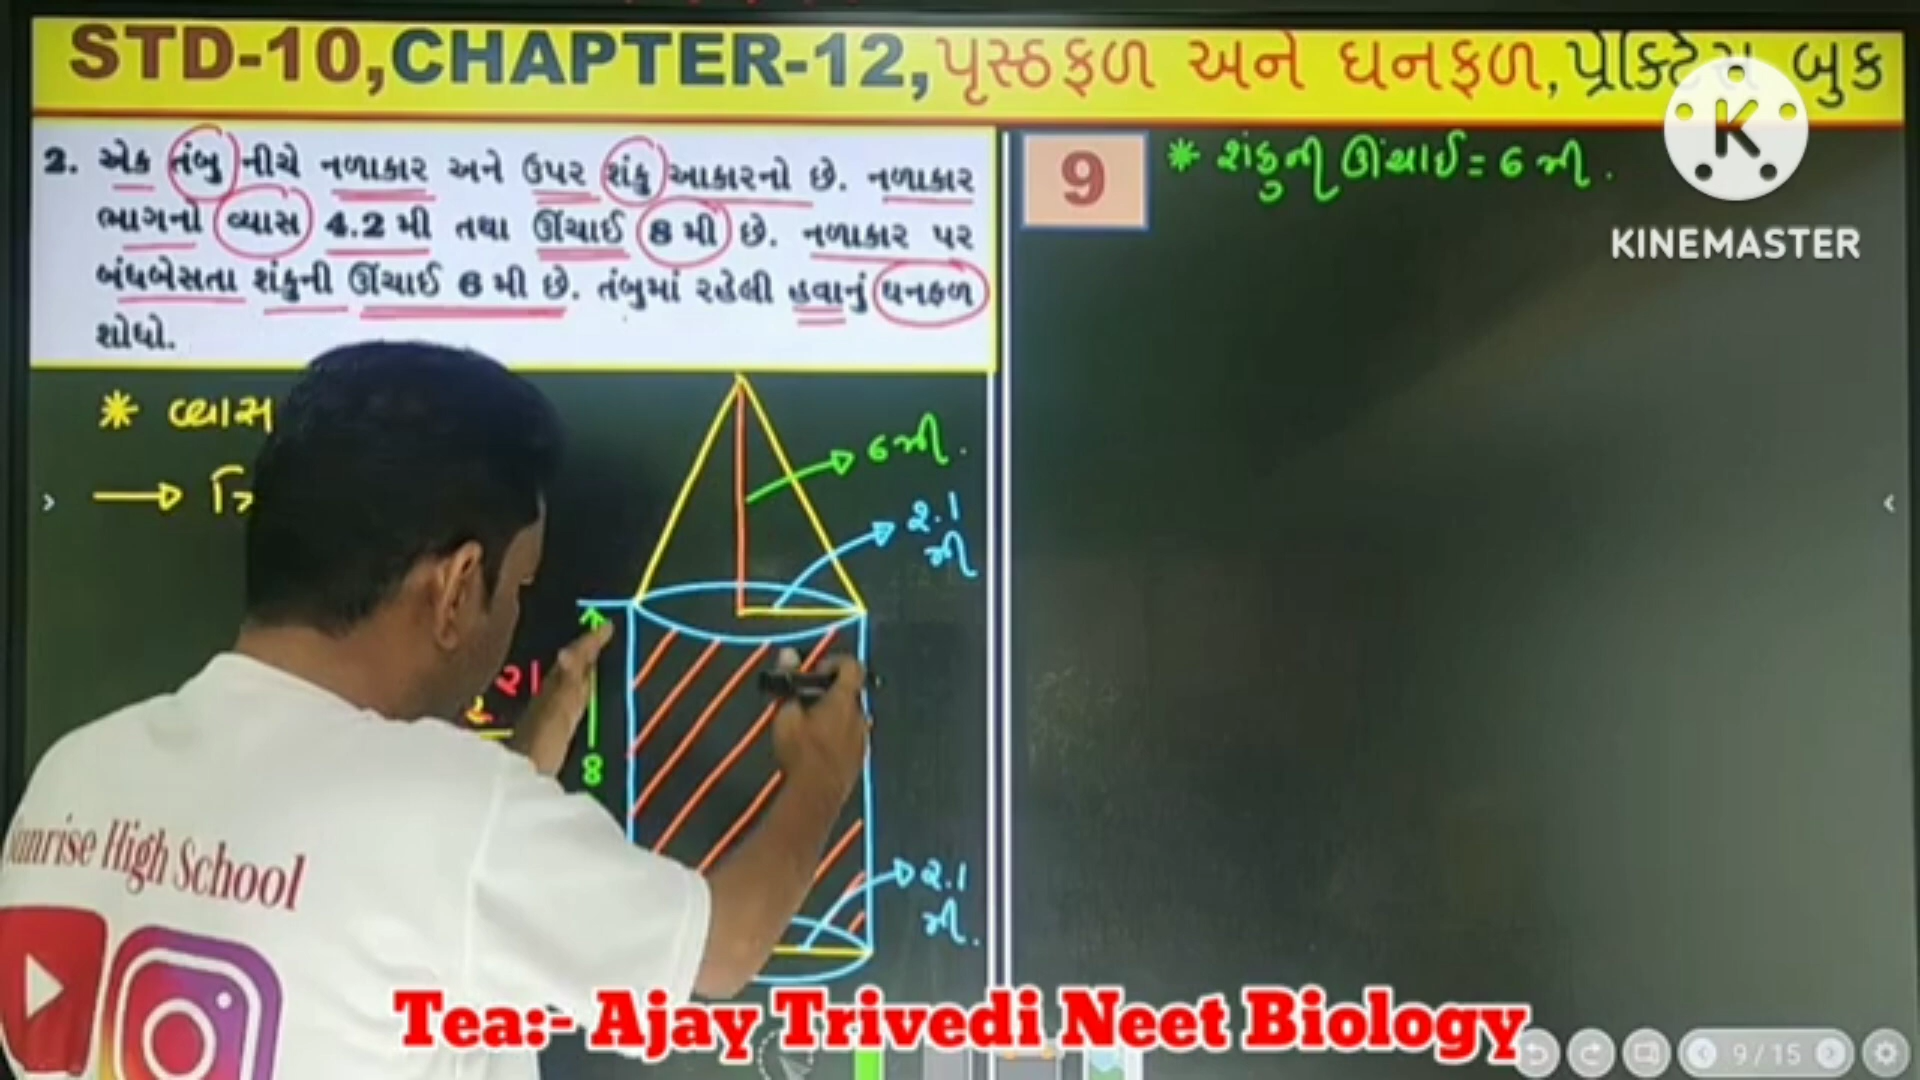 STD-10,CHAPTER-12,પૃસ્ઠફળ અને ઘનફળ,પ્રેક્ટિસ બુક
KINEMASTER
2. એક તંબુ નીચે નળાકાર અને ઉપર શંકુ આકારનો છે. નળાકાર
ભાગનો વ્યાસ 4.2 મી તથા ઊંચાઈ 8 મી છે. નળાકાર પર
બંધબેસતા શંકુની ઊંચાઈ 6 મી છે. તંબુમાં રહેલી હવાનું ઘનફળ
શોધો.
9
* શંકુની ઊંચાઈ = 6 મી.
* વ્યાસ
→ ત્રિ
6 મી.
2.1
મી
21
2
8
2.1
મી.
Sunrise High School
Tea:- Ajay Trivedi Neet Biology
9/15